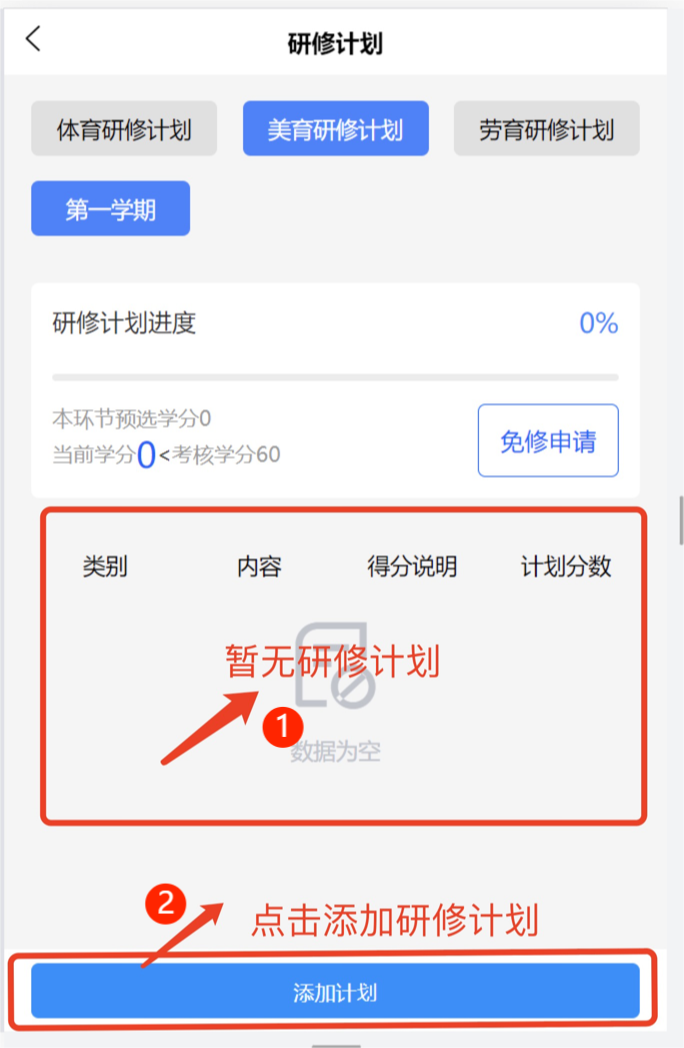 研修计划
体育研修计划 美育研修计划 劳育研修计划
第一学期
研修计划进度 0%
本环节预选学分0
当前学分0<考核学分60
免修申请
类别 内容 得分说明 计划分数
暂无研修计划
1
数据为空
2
点击添加研修计划
添加计划